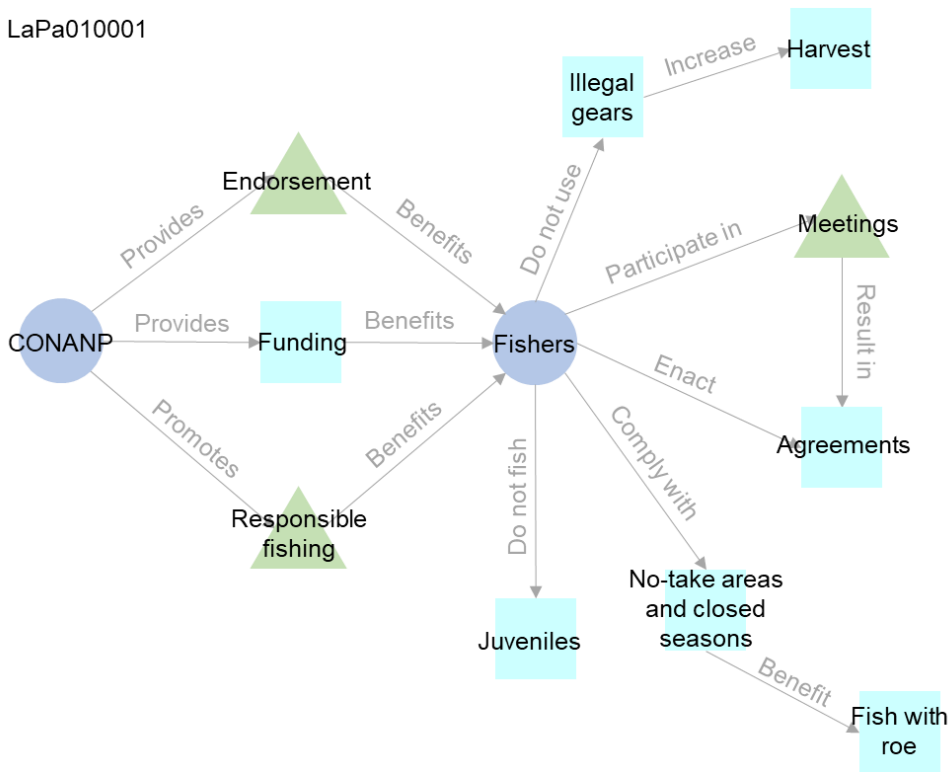 LaPa010001
Harvest
Increase
Illegal
gears
Endorsement
Provides
Benefits
Do not use
Participate in
Meetings
CONANP
Provides
Funding
Benefits
Fishers
Result in
Enact
Agreements
Promotes
Benefits
Comply with
Do not fish
Responsible
fishing
Juveniles
No-take areas
and closed
seasons
Benefit
Fish with
roe